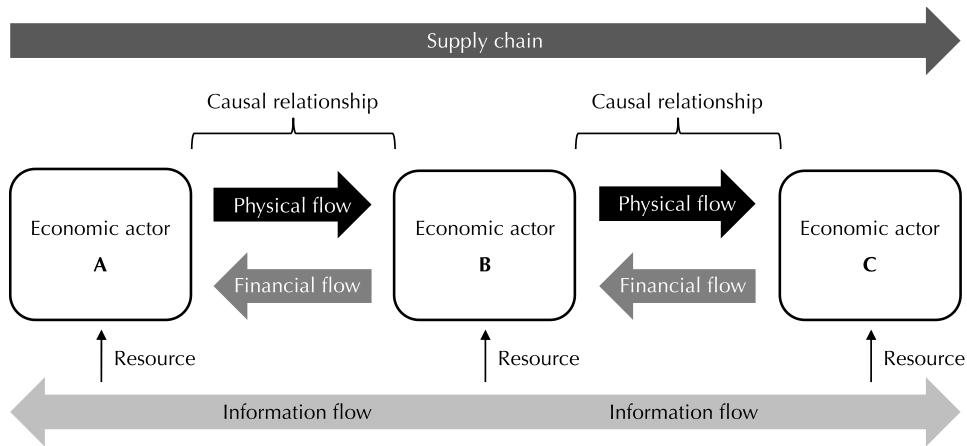 Supply chain
Causal relationship
Causal relationship
Economic actor
A
Physical flow
Financial flow
Economic actor
B
Physical flow
Financial flow
Economic actor
C
Resource
Resource
Resource
Information flow
Information flow